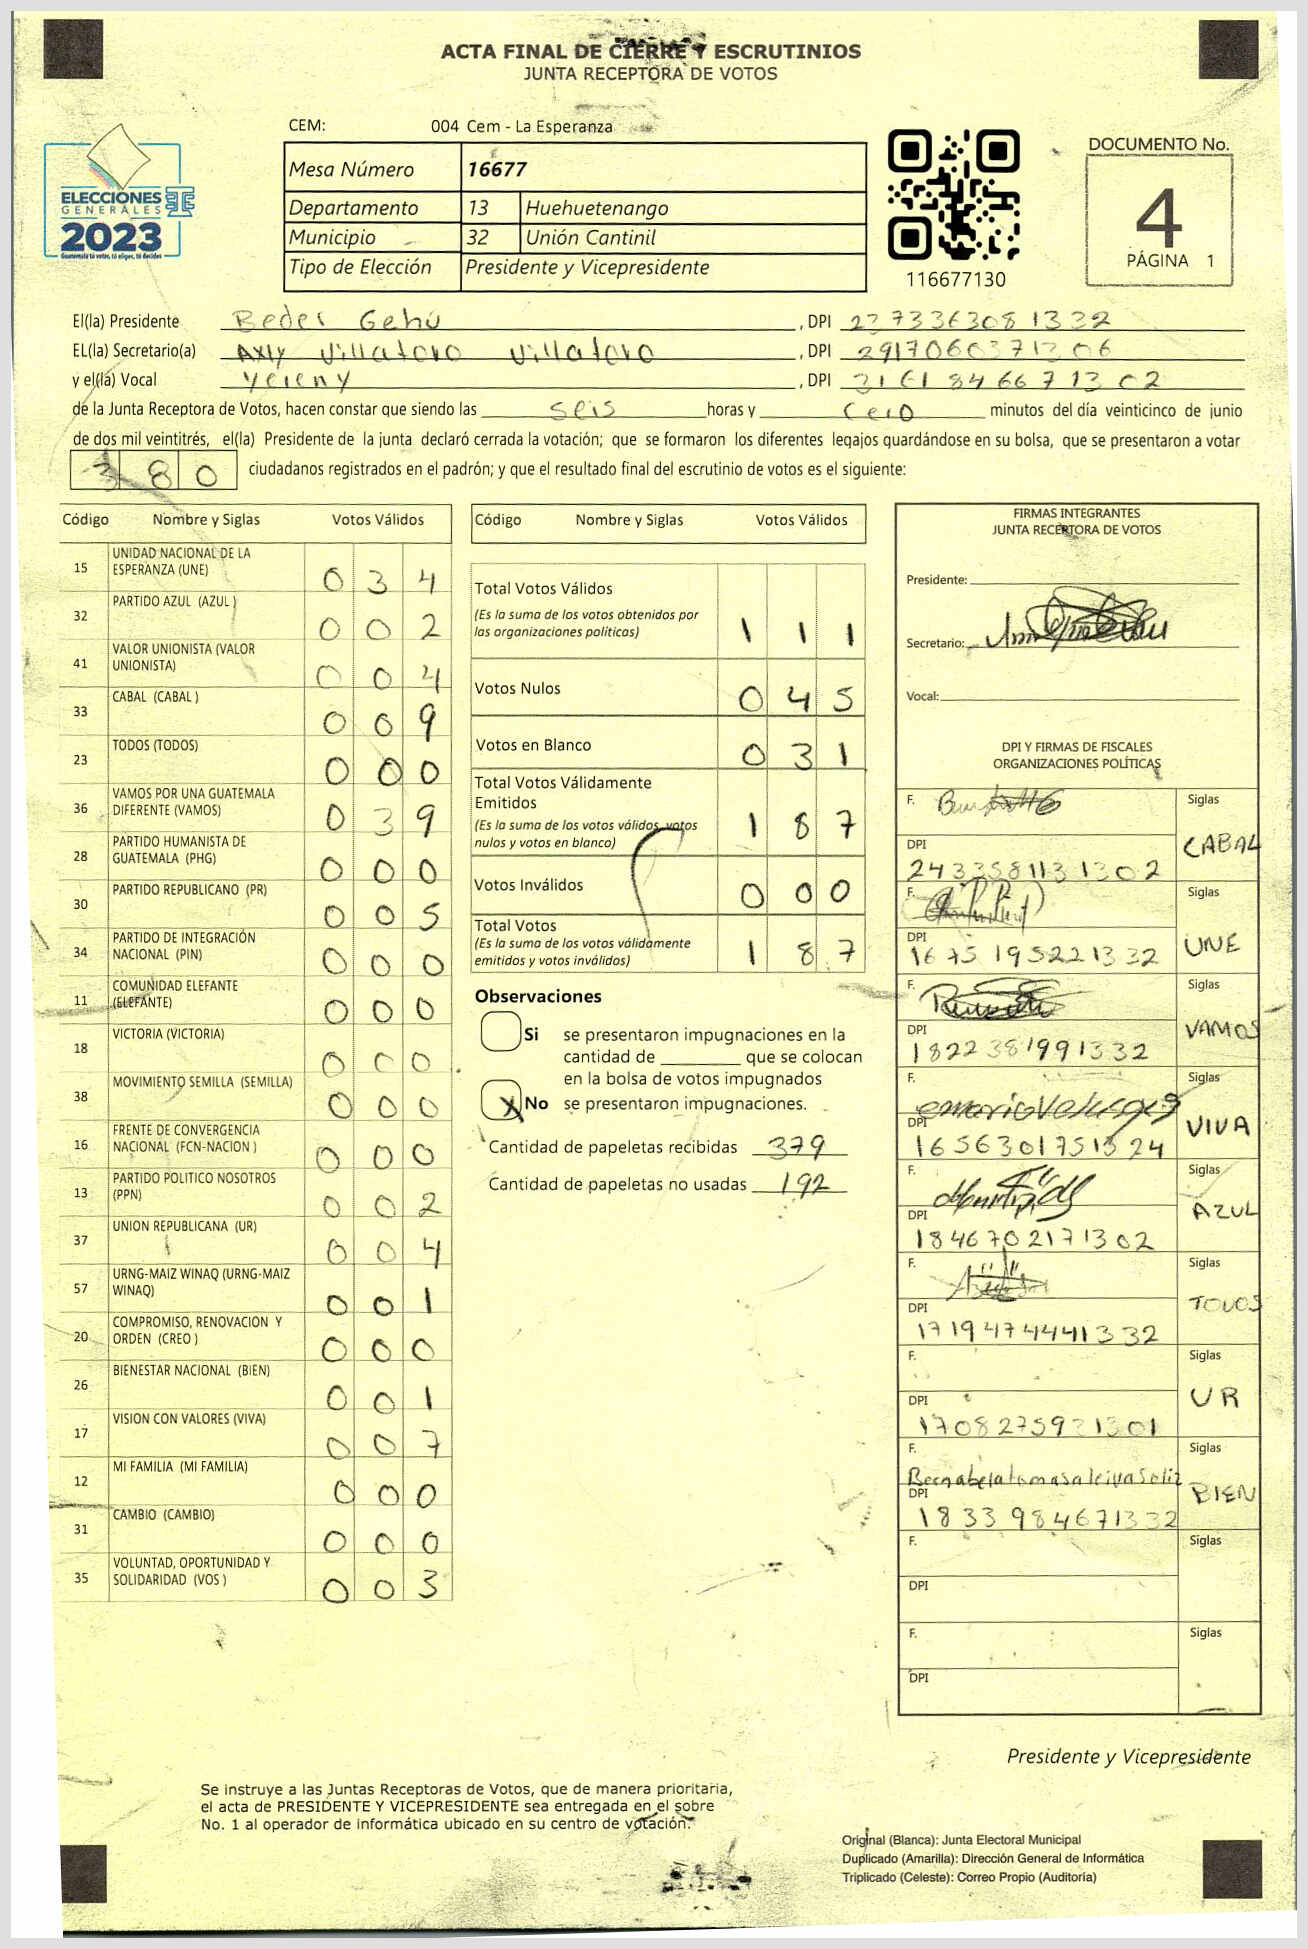 ACTA FINAL DE CIERRE Y ESCRUTINIOS
JUNTA RECEPTORA DE VOTOS
CEM: 004 Cem - La Esperanza
Mesa Número 16677
Departamento 13 Huehuetenango
Municipio 32 Unión Cantinil
Tipo de Elección Presidente y Vicepresidente
ELECCIONES
GENERALES
2023
Guatemala tú votas, tú eliges, tú decides
116677130
DOCUMENTO No.
4
PÁGINA 1
El(la) Presidente Beder Gehú , DPI 2373363081332
EL(la) Secretario(a) Axly Villatoro Villatoro , DPI 2917060371306
y el(la) Vocal Yeieny , DPI 3161846671302
de la Junta Receptora de Votos, hacen constar que siendo las seis horas y cero minutos del día veinticinco de junio
de dos mil veintitrés, el(la) Presidente de la junta declaró cerrada la votación; que se formaron los diferentes legajos guardándose en su bolsa, que se presentaron a votar
380 ciudadanos registrados en el padrón; y que el resultado final del escrutinio de votos es el siguiente:
Código Nombre y Siglas Votos Válidos
15 UNIDAD NACIONAL DE LA ESPERANZA (UNE) 0 3 4
32 PARTIDO AZUL (AZUL ) 0 0 2
41 VALOR UNIONISTA (VALOR UNIONISTA) 0 0 4
33 CABAL (CABAL ) 0 0 9
23 TODOS (TODOS) 0 0 0
36 VAMOS POR UNA GUATEMALA DIFERENTE (VAMOS) 0 3 9
28 PARTIDO HUMANISTA DE GUATEMALA (PHG) 0 0 0
30 PARTIDO REPUBLICANO (PR) 0 0 5
34 PARTIDO DE INTEGRACIÓN NACIONAL (PIN) 0 0 0
11 COMUNIDAD ELEFANTE (ELEFANTE) 0 0 0
18 VICTORIA (VICTORIA) 0 0 0
38 MOVIMIENTO SEMILLA (SEMILLA) 0 0 0
16 FRENTE DE CONVERGENCIA NACIONAL (FCN-NACION ) 0 0 0
13 PARTIDO POLITICO NOSOTROS (PPN) 0 0 2
37 UNION REPUBLICANA (UR) 0 0 4
57 URNG-MAIZ WINAQ (URNG-MAIZ WINAQ) 0 0 1
20 COMPROMISO, RENOVACION Y ORDEN (CREO ) 0 0 0
26 BIENESTAR NACIONAL (BIEN) 0 0 1
17 VISION CON VALORES (VIVA) 0 0 7
12 MI FAMILIA (MI FAMILIA) 0 0 0
31 CAMBIO (CAMBIO) 0 0 0
35 VOLUNTAD, OPORTUNIDAD Y SOLIDARIDAD (VOS ) 0 0 3
Código Nombre y Siglas Votos Válidos
Total Votos Válidos 1 1 1
(Es la suma de los votos obtenidos por
las organizaciones políticas)
Votos Nulos 0 4 5
Votos en Blanco 0 3 1
Total Votos Válidamente
Emitidos 1 8 7
(Es la suma de los votos válidos, votos
nulos y votos en blanco)
Votos Inválidos 0 0 0
Total Votos 1 8 7
(Es la suma de los votos válidamente
emitidos y votos inválidos)
Observaciones
Si se presentaron impugnaciones en la
cantidad de ________ que se colocan
en la bolsa de votos impugnados
X No se presentaron impugnaciones.
Cantidad de papeletas recibidas 379
Cantidad de papeletas no usadas 192
FIRMAS INTEGRANTES
JUNTA RECEPTORA DE VOTOS
Presidente:
Secretario:
Vocal:
DPI Y FIRMAS DE FISCALES
ORGANIZACIONES POLÍTICAS
F. Siglas CABAL
DPI 2433581131302
F. Siglas UNE
DPI 1675195221332
F. Siglas VAMOS
DPI 1822381991332
F. Siglas VIVA
DPI 1656301751324
F. Siglas AZUL
DPI 1846702171302
F. Siglas TODOS
DPI 1719474441332
F. Siglas UR
DPI 1708275931301
F. Siglas BIEN
DPI 1833984671332
F. Siglas
DPI
F. Siglas
DPI
Presidente y Vicepresidente
Se instruye a las Juntas Receptoras de Votos, que de manera prioritaria,
el acta de PRESIDENTE Y VICEPRESIDENTE sea entregada en el sobre
No. 1 al operador de informática ubicado en su centro de votación.
Original (Blanca): Junta Electoral Municipal
Duplicado (Amarilla): Dirección General de Informática
Triplicado (Celeste): Correo Propio (Auditoría)